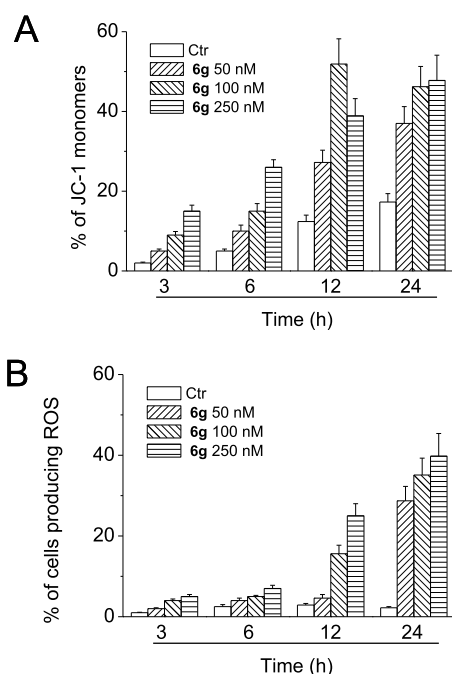 A
% of JC-1 monomers
60
40
20
0
Ctr
6g 50 nM
6g 100 nM
6g 250 nM
3 6 12 24
Time (h)
B
% of cells producing ROS
60
40
20
0
Ctr
6g 50 nM
6g 100 nM
6g 250 nM
3 6 12 24
Time (h)